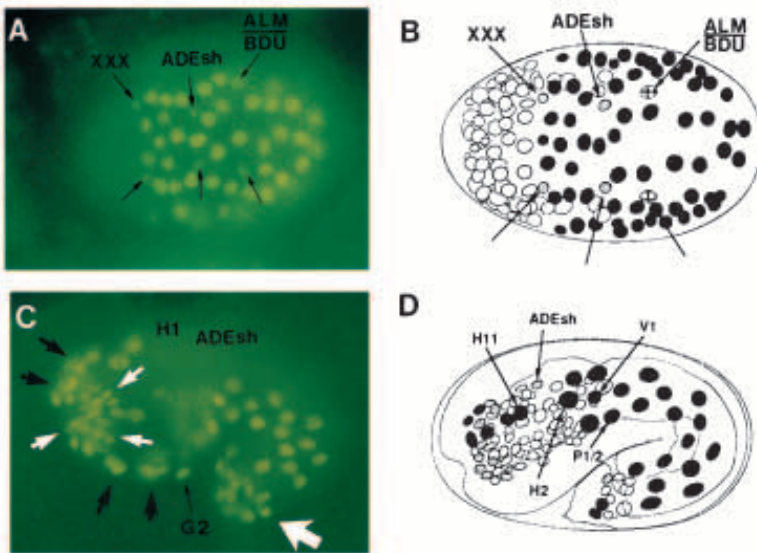 A
XXX
ADEsh
ALM
BDU
B
XXX
ADEsh
ALM
BDU
C
H1
ADEsh
G2
D
H11
ADEsh
V1
H2
P1/2